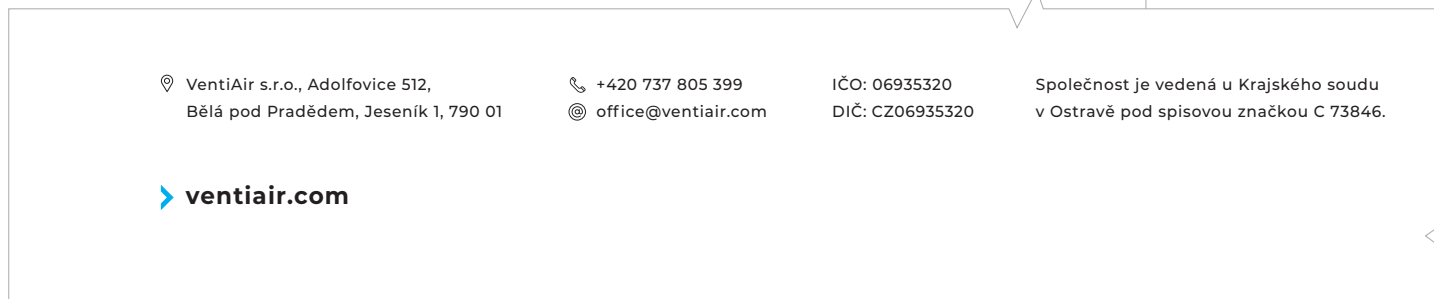 VentiAir s.r.o., Adolfovice 512,
Bělá pod Pradědem, Jeseník 1, 790 01
+420 737 805 399
office@ventiair.com
IČO: 06935320
DIČ: CZ06935320
Společnost je vedená u Krajského soudu
v Ostravě pod spisovou značkou C 73846.
ventiair.com